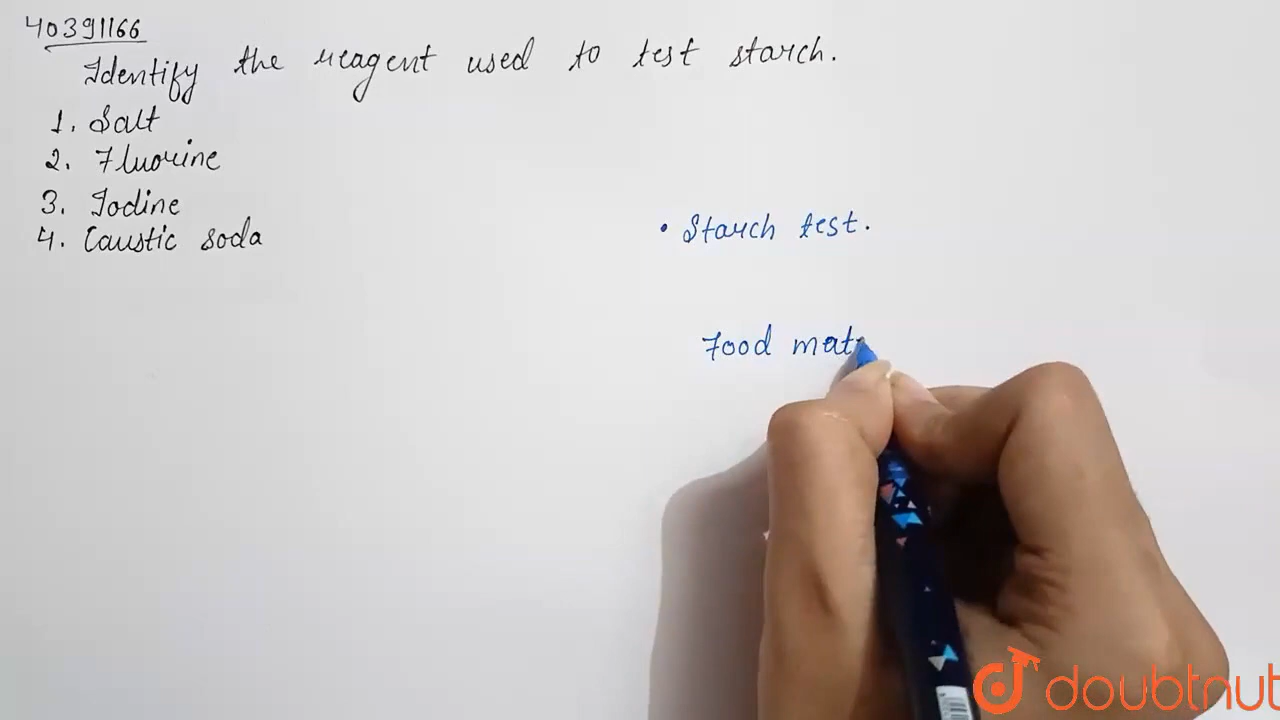 40391166
Identify the reagent used to test starch.
1. Salt
2. Fluorine
3. Iodine
4. Caustic soda
• Starch test.
Food mat
doubtnut